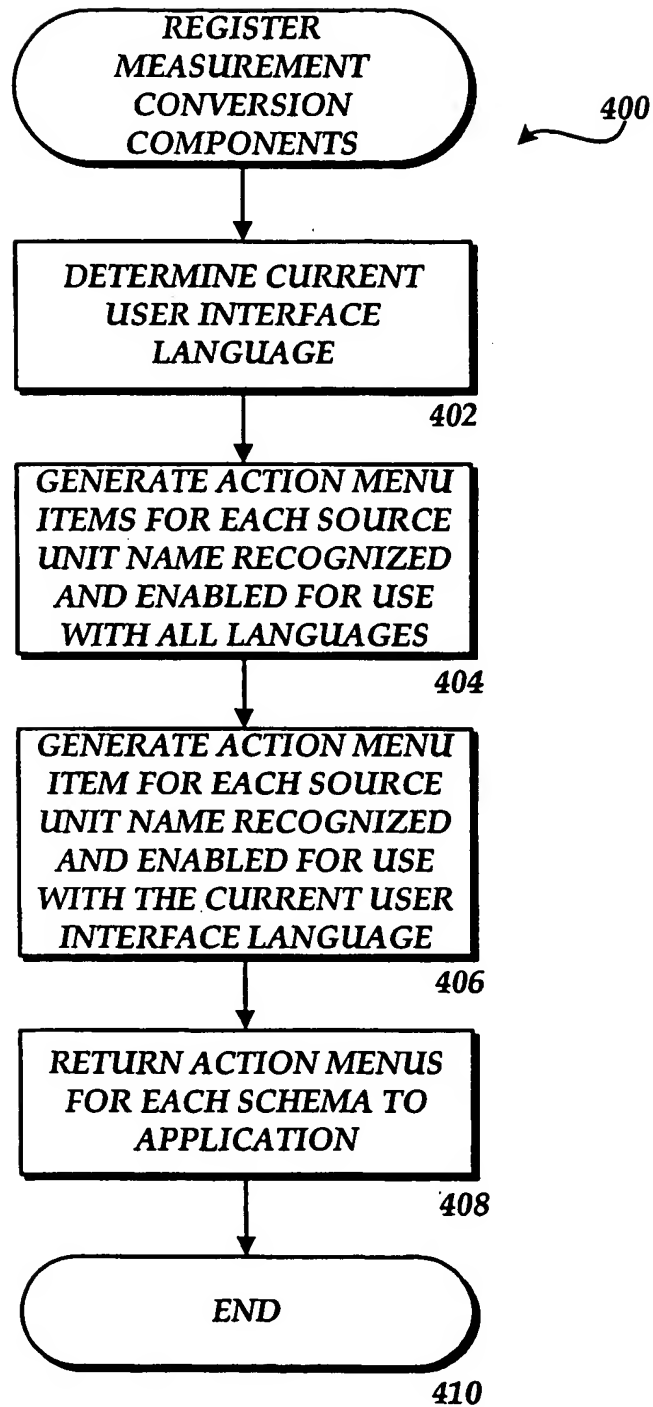 REGISTER
MEASUREMENT
CONVERSION
COMPONENTS
400
DETERMINE CURRENT
USER INTERFACE
LANGUAGE
402
GENERATE ACTION MENU
ITEMS FOR EACH SOURCE
UNIT NAME RECOGNIZED
AND ENABLED FOR USE
WITH ALL LANGUAGES
404
GENERATE ACTION MENU
ITEM FOR EACH SOURCE
UNIT NAME RECOGNIZED
AND ENABLED FOR USE
WITH THE CURRENT USER
INTERFACE LANGUAGE
406
RETURN ACTION MENUS
FOR EACH SCHEMA TO
APPLICATION
408
END
410